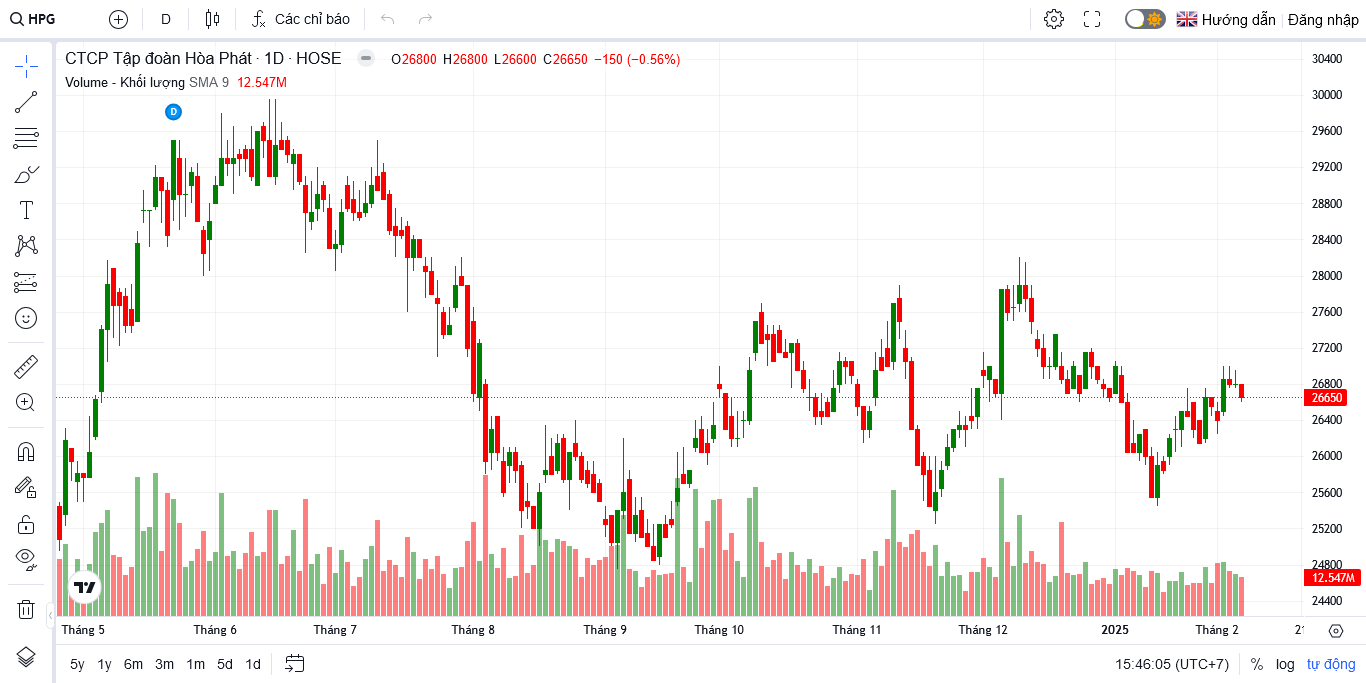 HPG D Các chỉ báo Hướng dẫn Đăng nhập
CTCP Tập đoàn Hòa Phát · 1D · HOSE O26800 H26800 L26600 C26650 −150 (−0.56%)
Volume - Khối lượng SMA 9 12.547M
D
30400
30000
29600
29200
28800
28400
28000
27600
27200
26800
26650
26400
26000
25600
25200
24800
12.547M
24400
Tháng 5 Tháng 6 Tháng 7 Tháng 8 Tháng 9 Tháng 10 Tháng 11 Tháng 12 2025 Tháng 2 21
5y 1y 6m 3m 1m 5d 1d 15:46:05 (UTC+7) % log tự động